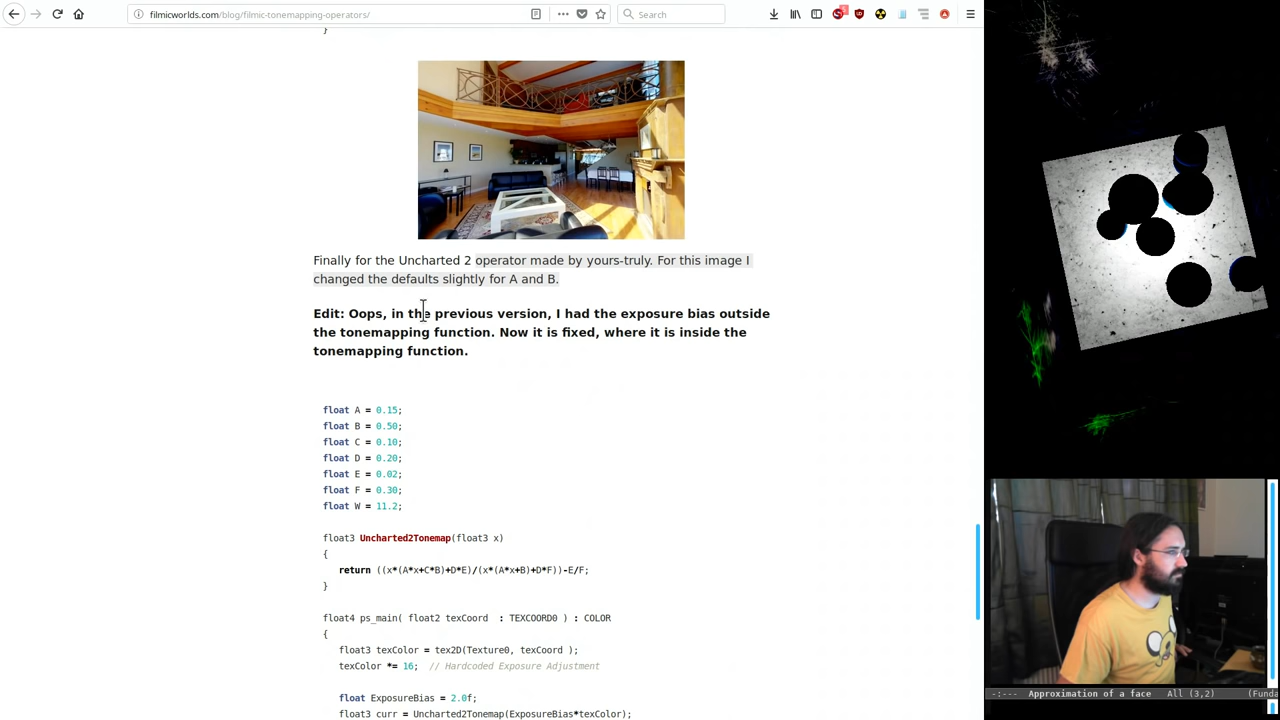 filmicworlds.com/blog/filmic-tonemapping-operators/
Search
}
Finally for the Uncharted 2 operator made by yours-truly. For this image I
changed the defaults slightly for A and B.
Edit: Oops, in the previous version, I had the exposure bias outside
the tonemapping function. Now it is fixed, where it is inside the
tonemapping function.
float A = 0.15;
float B = 0.50;
float C = 0.10;
float D = 0.20;
float E = 0.02;
float F = 0.30;
float W = 11.2;
float3 Uncharted2Tonemap(float3 x)
{
return ((x*(A*x+C*B)+D*E)/(x*(A*x+B)+D*F))-E/F;
}
float4 ps_main( float2 texCoord  : TEXCOORD0 ) : COLOR
{
float3 texColor = tex2D(Texture0, texCoord );
texColor *= 16;  // Hardcoded Exposure Adjustment
float ExposureBias = 2.0f;
float3 curr = Uncharted2Tonemap(ExposureBias*texColor);
-:--- Approximation of a face All (3,2) (Funda